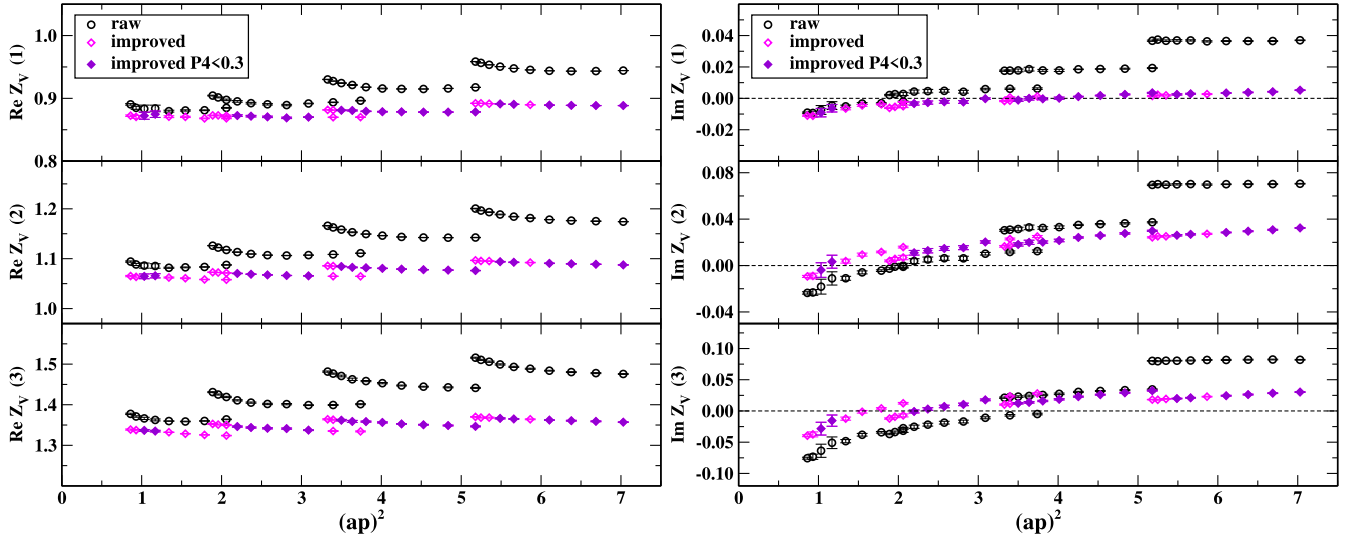 raw
improved
improved P4<0.3
Re Z_V (1)
1.0
0.9
0.8
Re Z_V (2)
1.2
1.1
1.0
Re Z_V (3)
1.5
1.4
1.3
0 1 2 3 4 5 6 7
(ap)^2
raw
improved
improved P4<0.3
Im Z_V (1)
0.04
0.02
0.00
-0.02
Im Z_V (2)
0.08
0.04
0.00
-0.04
Im Z_V (3)
0.10
0.05
0.00
-0.05
-0.10
0 1 2 3 4 5 6 7
(ap)^2